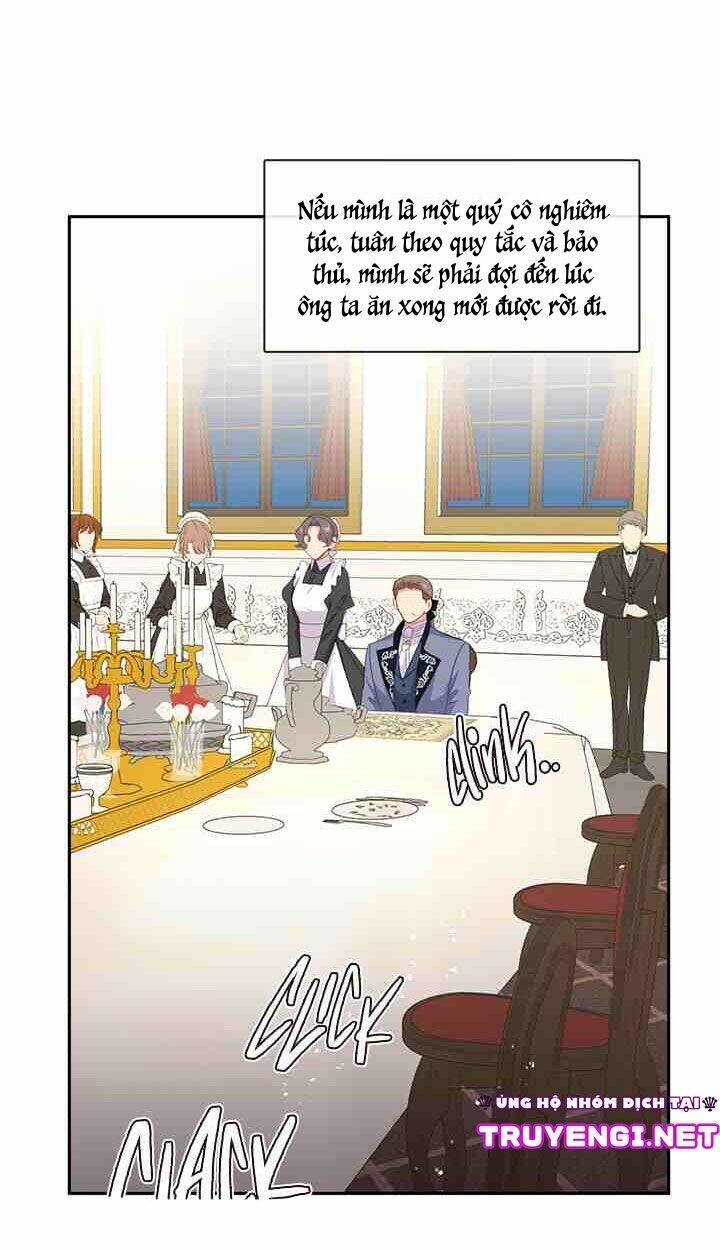 Nếu mình là một quý cô nghiêm
túc, tuân theo quy tắc và bảo
thủ, mình sẽ phải đợi đến lúc
ông ta ăn xong mới được rời đi.
clink..
CLICK
CLACK
ỦNG HỘ NHÓM DỊCH TẠI
TRUYENGI.NET